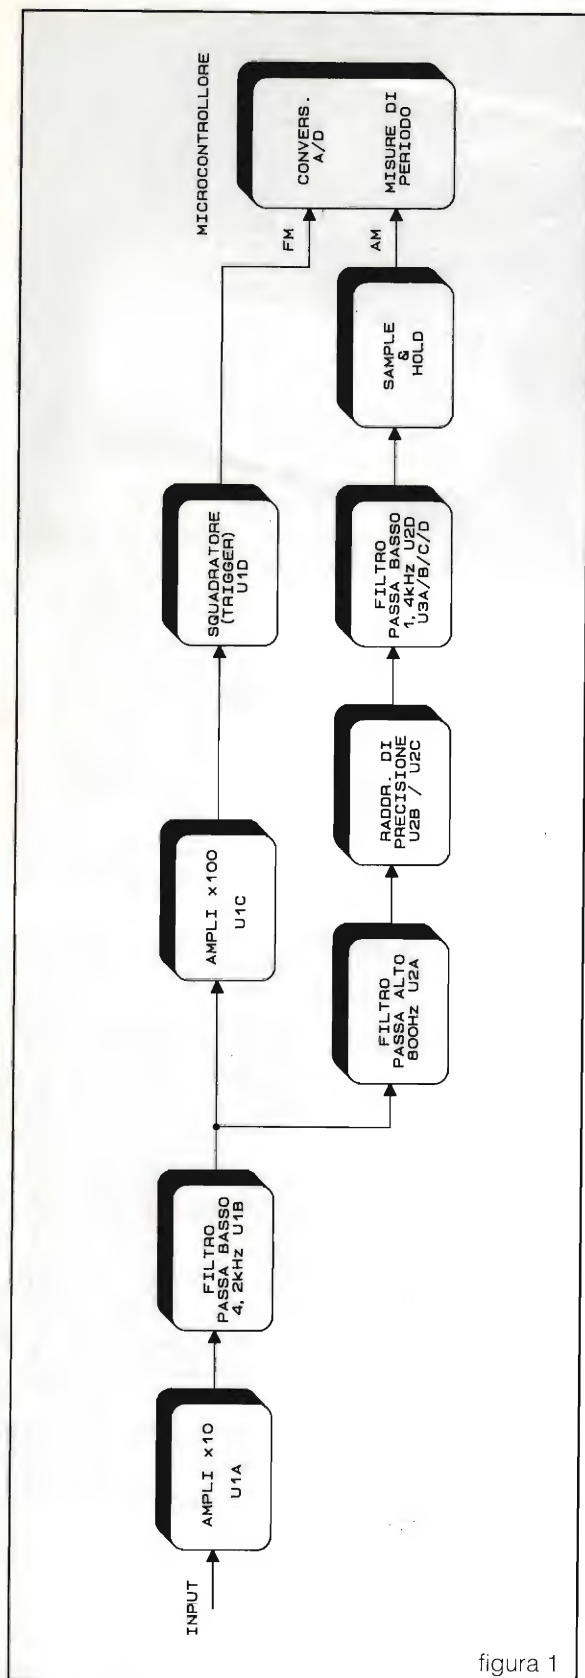 INPUT
AMPLI x10
U1A
FILTRO
PASSA BASSO
4,2kHz U1B
AMPLI x100
U1C
SQUADRATORE
(TRIGGER)
U1D
FILTRO
PASSA ALTO
800Hz U2A
RADDR. DI
PRECISIONE
U2B / U2C
FILTRO
PASSA BASSO
1,4kHz U2D
U3A/B/C/D
SAMPLE
&
HOLD
FM
AM
MICROCONTROLLORE
CONVERS.
A/D
MISURE DI
PERIODO
figura 1